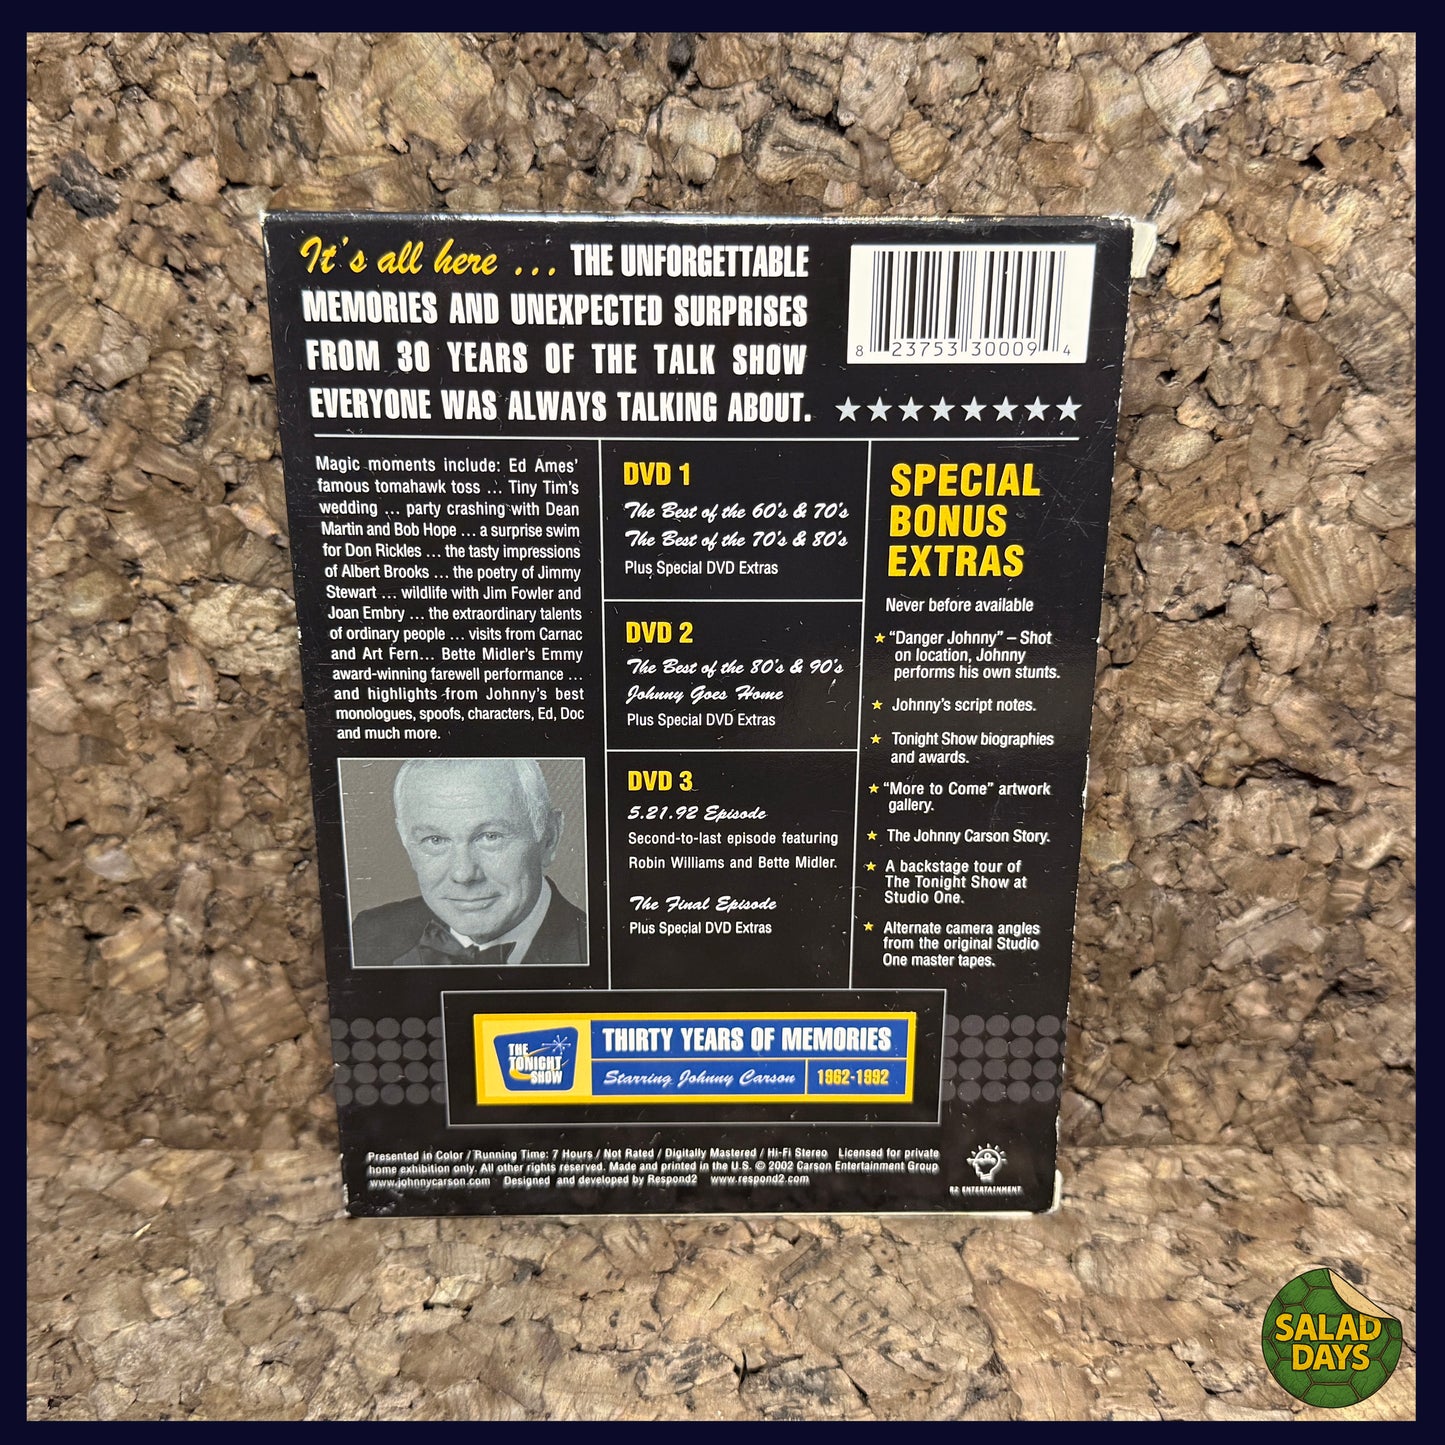 It's all here ... THE UNFORGETTABLE
MEMORIES AND UNEXPECTED SURPRISES
FROM 30 YEARS OF THE TALK SHOW
EVERYONE WAS ALWAYS TALKING ABOUT.
8 23753 30009 4
Magic moments include: Ed Ames'
famous tomahawk toss ... Tiny Tim's
wedding ... party crashing with Dean
Martin and Bob Hope ... a surprise swim
for Don Rickles ... the tasty impressions
of Albert Brooks ... the poetry of Jimmy
Stewart ... wildlife with Jim Fowler and
Joan Embry ... the extraordinary talents
of ordinary people ... visits from Carnac
and Art Fern... Bette Midler's Emmy
award-winning farewell performance ...
and highlights from Johnny's best
monologues, spoofs, characters, Ed, Doc
and much more.
DVD 1
The Best of the 60's & 70's
The Best of the 70's & 80's
Plus Special DVD Extras
DVD 2
The Best of the 80's & 90's
Johnny Goes Home
Plus Special DVD Extras
DVD 3
5.21.92 Episode
Second-to-last episode featuring
Robin Williams and Bette Midler.
The Final Episode
Plus Special DVD Extras
SPECIAL
BONUS
EXTRAS
Never before available
"Danger Johnny" – Shot
on location, Johnny
performs his own stunts.
Johnny's script notes.
Tonight Show biographies
and awards.
"More to Come" artwork
gallery.
The Johnny Carson Story.
A backstage tour of
The Tonight Show at
Studio One.
Alternate camera angles
from the original Studio
One master tapes.
THE
TONIGHT
SHOW
THIRTY YEARS OF MEMORIES
Starring Johnny Carson 1962-1992
Presented in Color / Running Time: 7 Hours / Not Rated / Digitally Mastered / Hi-Fi Stereo Licensed for private
home exhibition only. All other rights reserved. Made and printed in the U.S. © 2002 Carson Entertainment Group
www.johnnycarson.com Designed and developed by Respond2 www.respond2.com
R2 ENTERTAINMENT
SALAD
DAYS